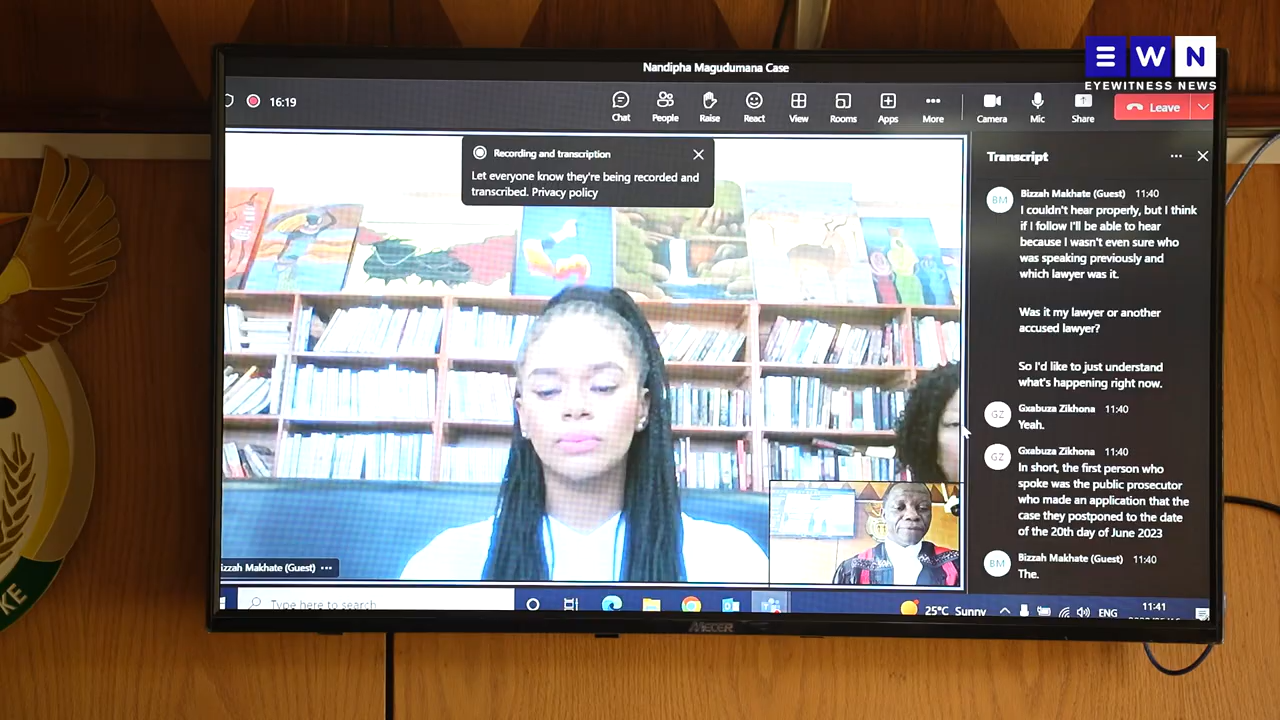 EWN
EYEWITNESS NEWS
Nandipha Magudumana Case
16:19
Chat
People
Raise
React
View
Rooms
Apps
More
Camera
Mic
Share
Leave
Recording and transcription
Let everyone know they're being recorded and
transcribed. Privacy policy
Transcript
BM
Bizzah Makhate (Guest) 11:40
I couldn't hear properly, but I think
if I follow I'll be able to hear
because I wasn't even sure who
was speaking previously and
which lawyer was it.
Was it my lawyer or another
accused lawyer?
So I'd like to just understand
what's happening right now.
GZ
Gxabuza Zikhona 11:40
Yeah.
GZ
Gxabuza Zikhona 11:40
In short, the first person who
spoke was the public prosecutor
who made an application that the
case they postponed to the date
of the 20th day of June 2023
BM
Bizzah Makhate (Guest) 11:40
The.
izzah Makhate (Guest)
Type here to search
25°C Sunny
ENG
11:41
MECER
KE